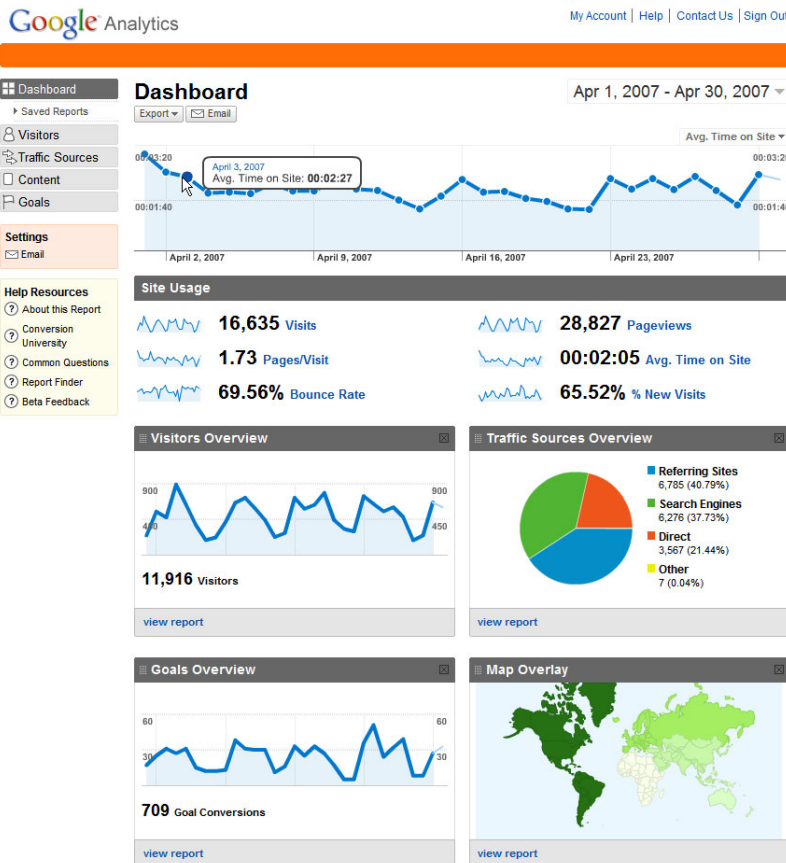 Google Analytics
My Account | Help | Contact Us | Sign Out
Dashboard
Saved Reports
Visitors
Traffic Sources
Content
Goals
Settings
Email
Help Resources
? About this Report
? Conversion
University
? Common Questions
? Report Finder
? Beta Feedback
Dashboard
Apr 1, 2007 - Apr 30, 2007
Export
Email
Avg. Time on Site
00:03:20
00:03:20
April 3, 2007
Avg. Time on Site: 00:02:27
00:01:40
00:01:40
April 2, 2007
April 9, 2007
April 16, 2007
April 23, 2007
Site Usage
16,635 Visits
28,827 Pageviews
1.73 Pages/Visit
00:02:05 Avg. Time on Site
69.56% Bounce Rate
65.52% % New Visits
Visitors Overview
900
900
450
450
11,916 Visitors
view report
Traffic Sources Overview
Referring Sites
6,785 (40.79%)
Search Engines
6,276 (37.73%)
Direct
3,567 (21.44%)
Other
7 (0.04%)
view report
Goals Overview
60
60
30
30
709 Goal Conversions
view report
Map Overlay
view report